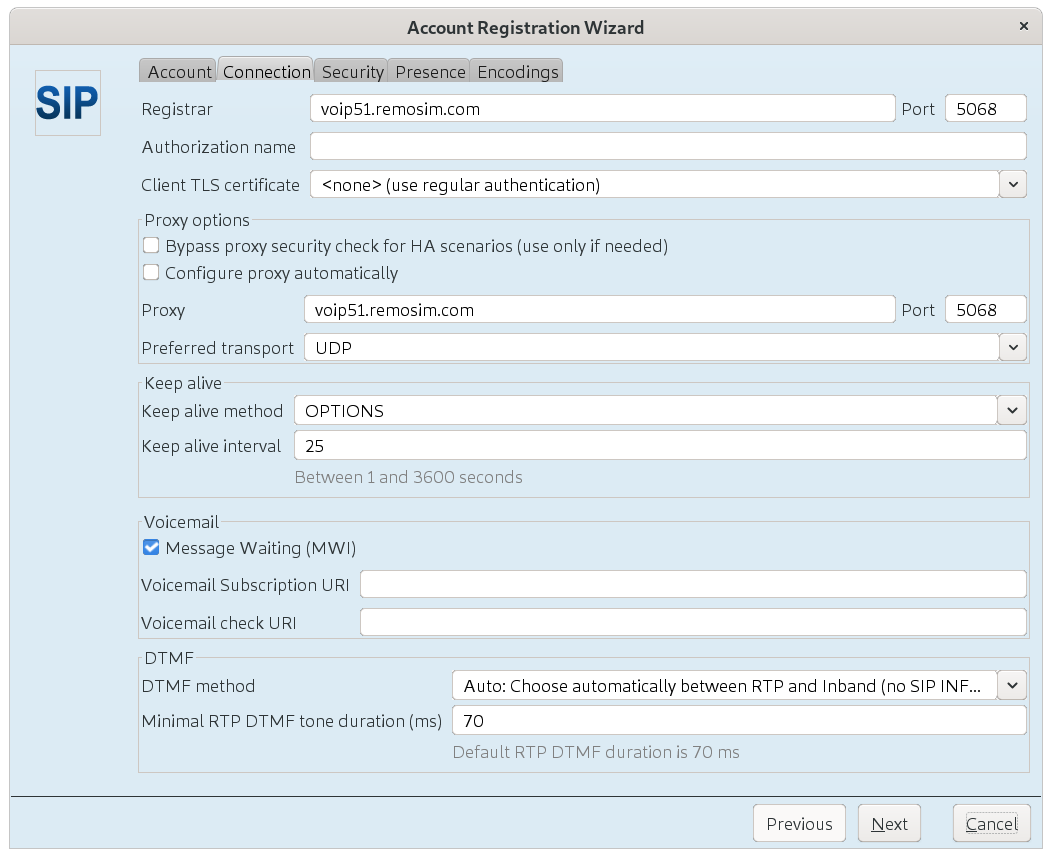 Account Registration Wizard ×
SIP
Account Connection Security Presence Encodings
Registrar voip51.remosim.com Port 5068
Authorization name
Client TLS certificate <none> (use regular authentication)
Proxy options
Bypass proxy security check for HA scenarios (use only if needed)
Configure proxy automatically
Proxy voip51.remosim.com Port 5068
Preferred transport UDP
Keep alive
Keep alive method OPTIONS
Keep alive interval 25
Between 1 and 3600 seconds
Voicemail
Message Waiting (MWI)
Voicemail Subscription URI
Voicemail check URI
DTMF
DTMF method Auto: Choose automatically between RTP and Inband (no SIP INF...
Minimal RTP DTMF tone duration (ms) 70
Default RTP DTMF duration is 70 ms
Previous Next Cancel